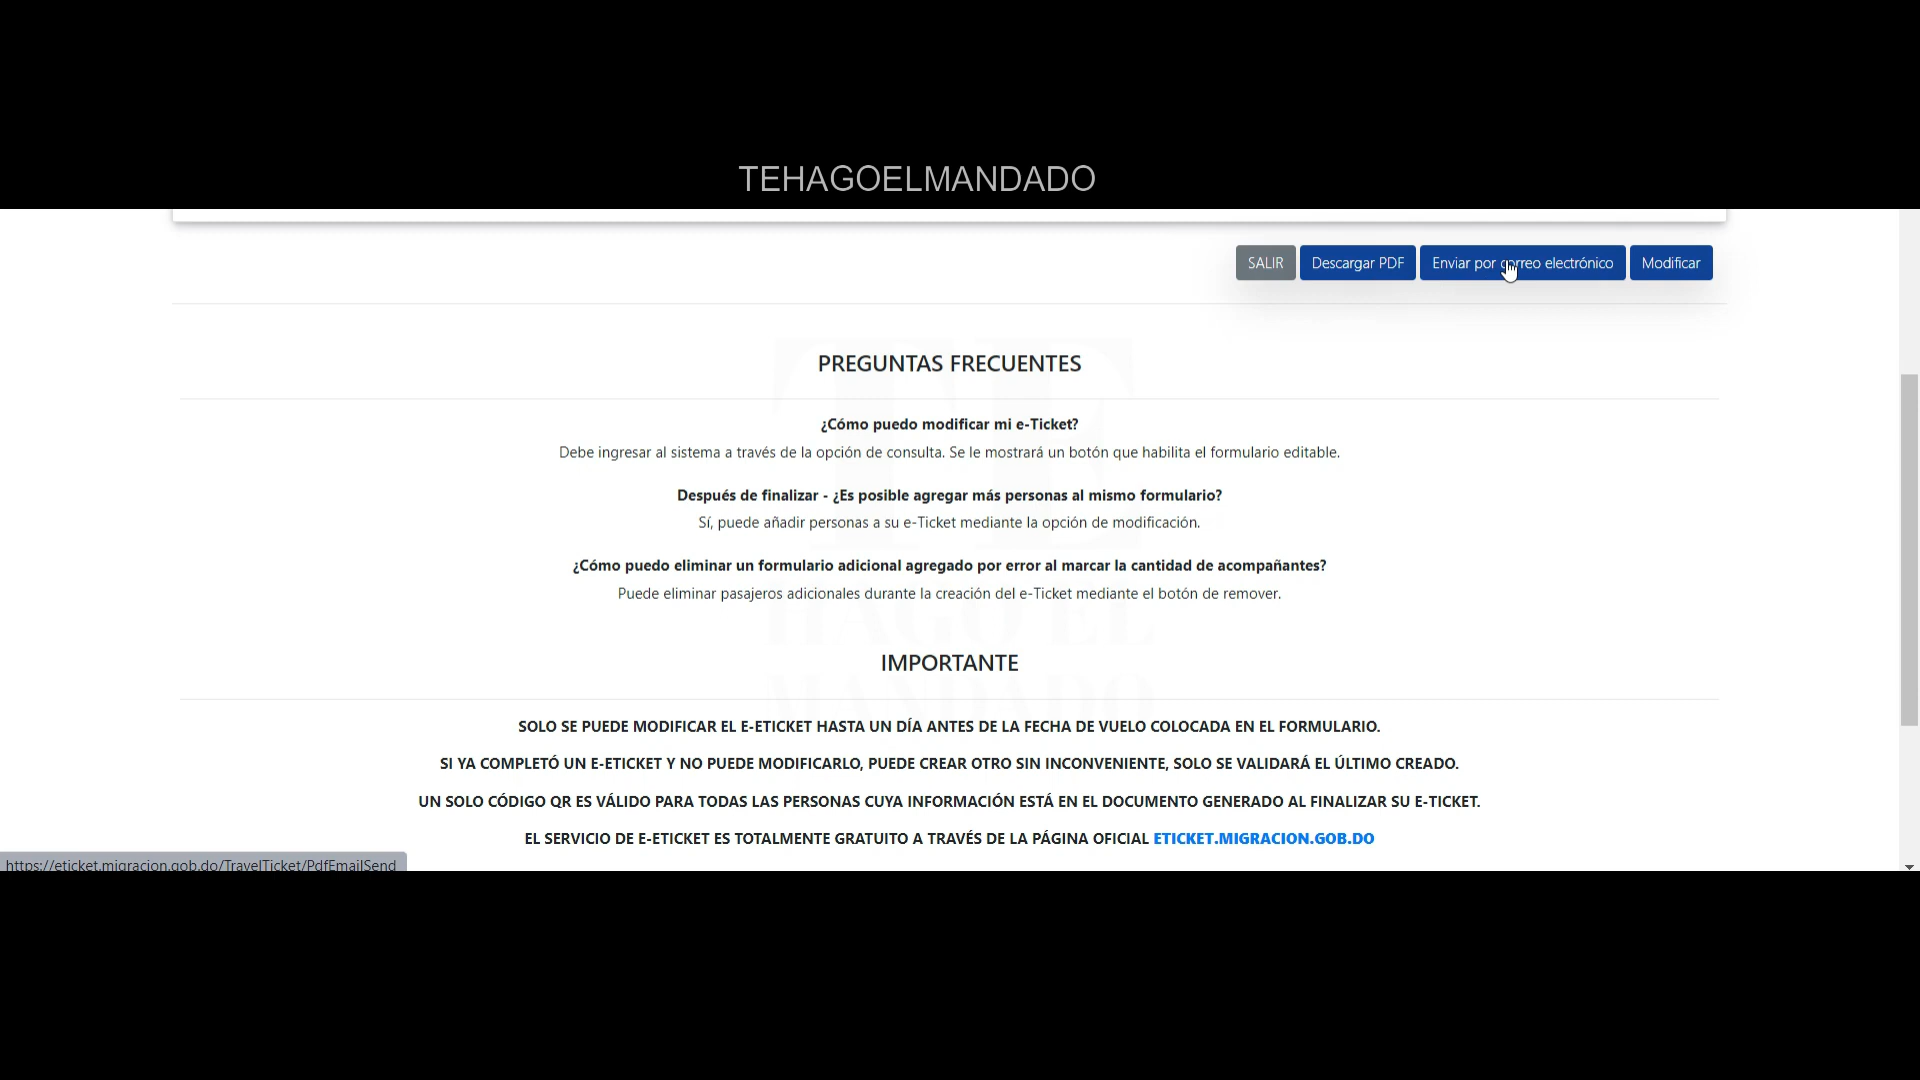 TEHAGOELMANDADO
SALIR Descargar PDF Enviar por correo electrónico Modificar
PREGUNTAS FRECUENTES
¿Cómo puedo modificar mi e-Ticket?
Debe ingresar al sistema a través de la opción de consulta. Se le mostrará un botón que habilita el formulario editable.
Después de finalizar - ¿Es posible agregar más personas al mismo formulario?
Sí, puede añadir personas a su e-Ticket mediante la opción de modificación.
¿Cómo puedo eliminar un formulario adicional agregado por error al marcar la cantidad de acompañantes?
Puede eliminar pasajeros adicionales durante la creación del e-Ticket mediante el botón de remover.
TE
HAGO EL
MANDADO
IMPORTANTE
SOLO SE PUEDE MODIFICAR EL E-ETICKET HASTA UN DÍA ANTES DE LA FECHA DE VUELO COLOCADA EN EL FORMULARIO.
SI YA COMPLETÓ UN E-ETICKET Y NO PUEDE MODIFICARLO, PUEDE CREAR OTRO SIN INCONVENIENTE, SOLO SE VALIDARÁ EL ÚLTIMO CREADO.
UN SOLO CÓDIGO QR ES VÁLIDO PARA TODAS LAS PERSONAS CUYA INFORMACIÓN ESTÁ EN EL DOCUMENTO GENERADO AL FINALIZAR SU E-TICKET.
EL SERVICIO DE E-ETICKET ES TOTALMENTE GRATUITO A TRAVÉS DE LA PÁGINA OFICIAL ETICKET.MIGRACION.GOB.DO
https://eticket.migracion.gob.do/TravelTicket/PdfEmailSend